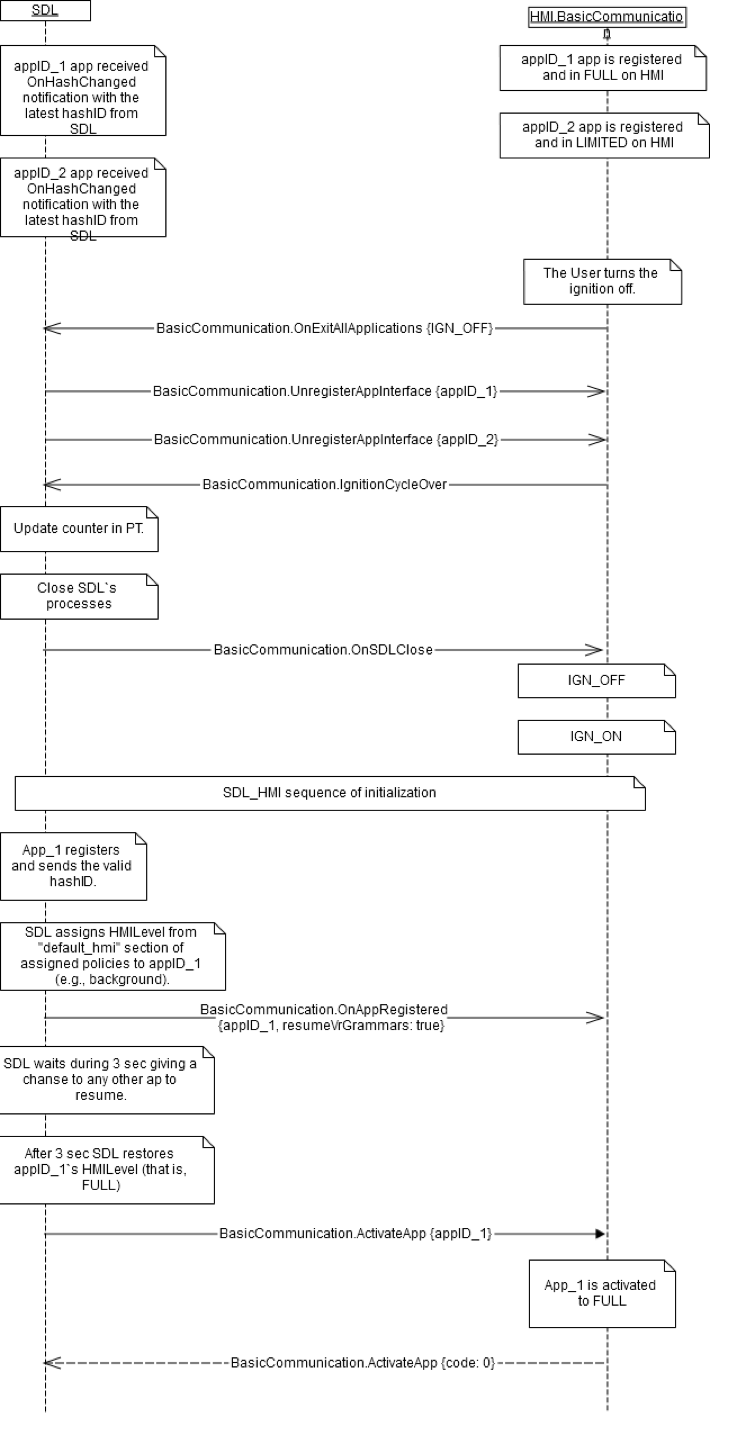 SDL
HMI.BasicCommunicatio
n
appID_1 app received
OnHashChanged
notification with the
latest hashID from
SDL
appID_1 app is registered
and in FULL on HMI
appID_2 app is registered
and in LIMITED on HMI
appID_2 app received
OnHashChanged
notification with the
latest hashID from
SDL
The User turns the
ignition off.
BasicCommunication.OnExitAllApplications {IGN_OFF}
BasicCommunication.UnregisterAppInterface {appID_1}
BasicCommunication.UnregisterAppInterface {appID_2}
BasicCommunication.IgnitionCycleOver
Update counter in PT.
Close SDL`s
processes
BasicCommunication.OnSDLClose
IGN_OFF
IGN_ON
SDL_HMI sequence of initialization
App_1 registers
and sends the valid
hashID.
SDL assigns HMILevel from
"default_hmi" section of
assigned policies to appID_1
(e.g., background).
BasicCommunication.OnAppRegistered
{appID_1, resumeVrGrammars: true}
SDL waits during 3 sec giving a
chanse to any other ap to
resume.
After 3 sec SDL restores
appID_1`s HMILevel (that is,
FULL)
BasicCommunication.ActivateApp {appID_1}
App_1 is activated
to FULL
BasicCommunication.ActivateApp {code: 0}